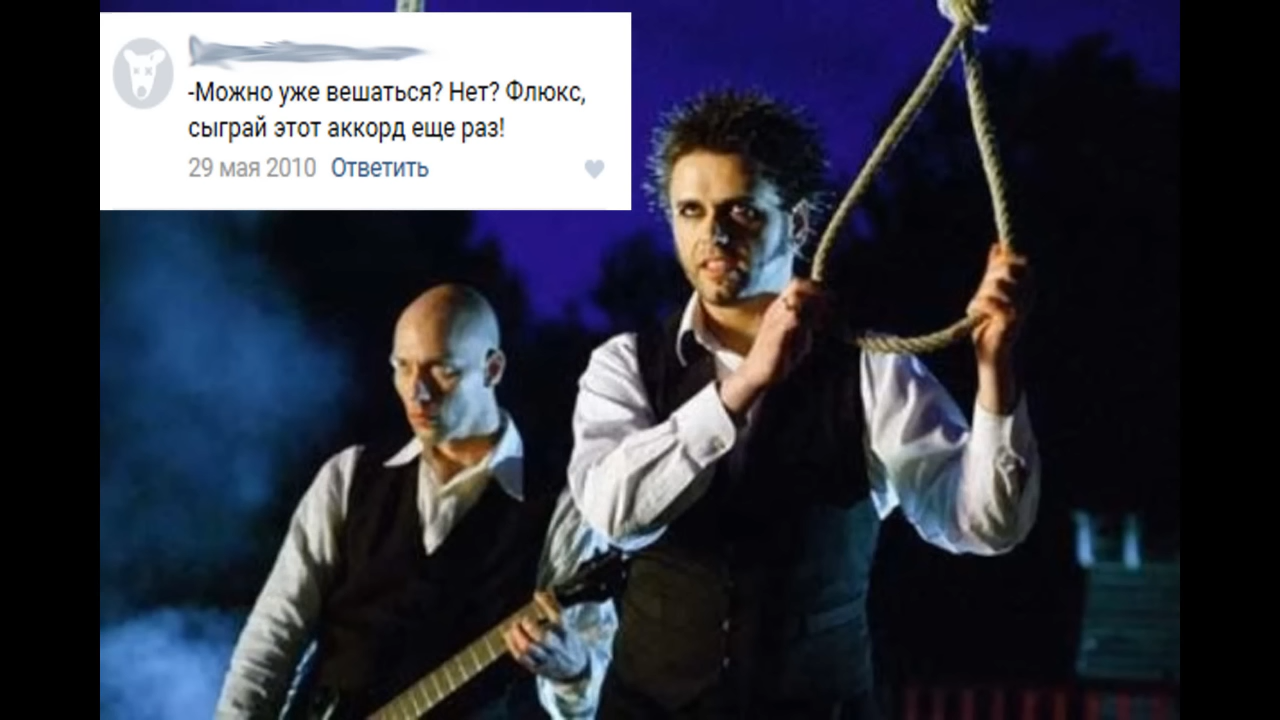 -Можно уже вешаться? Нет? Флюкс,
сыграй этот аккорд еще раз!
29 мая 2010 Ответить